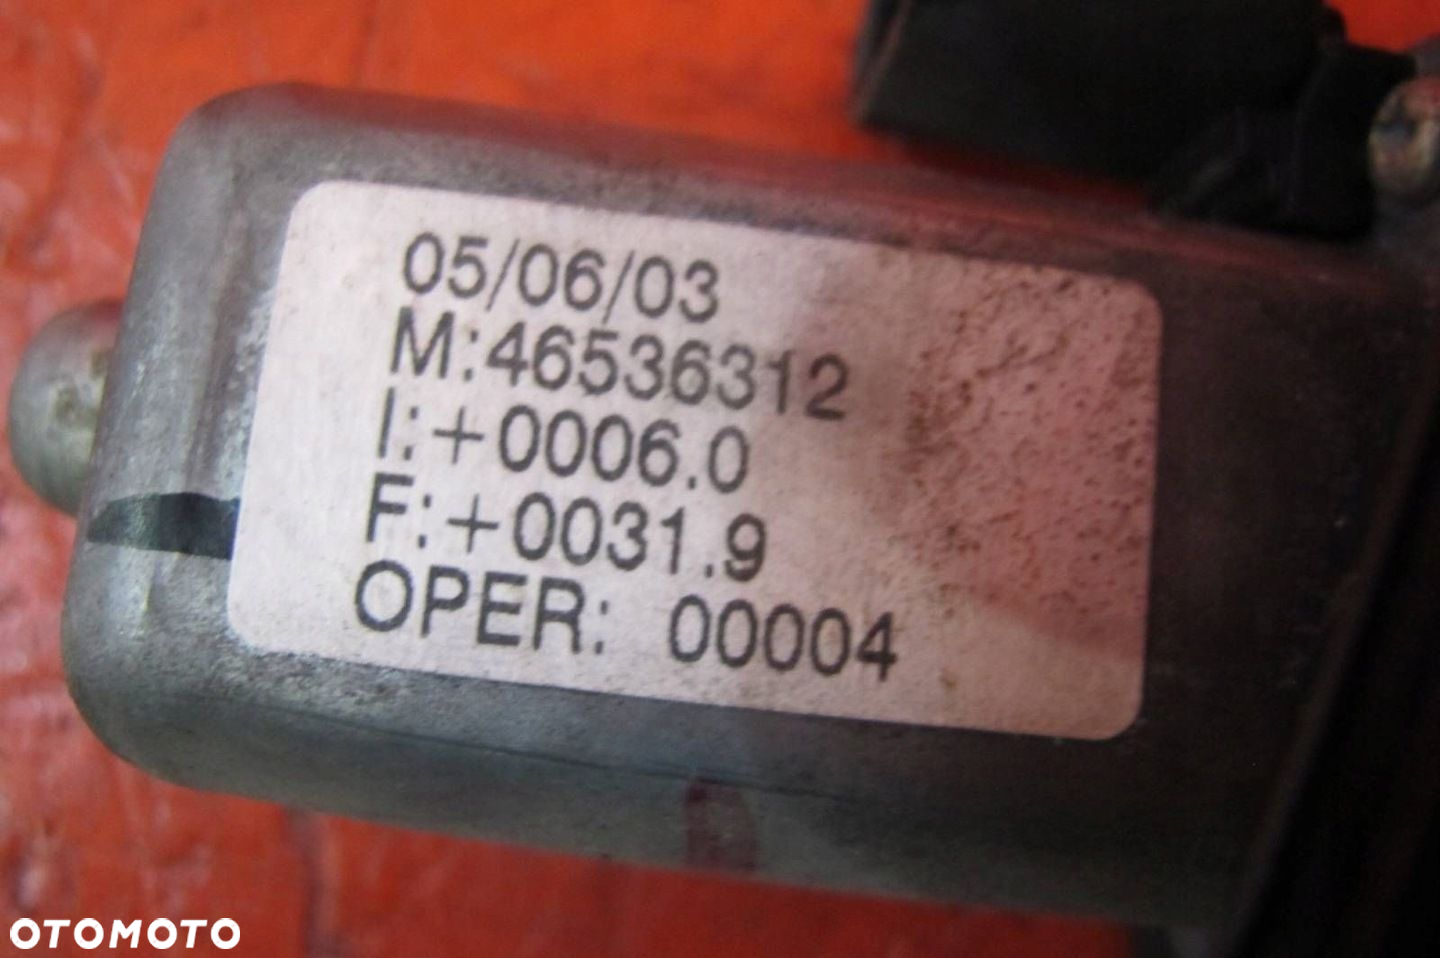 05/06/03
M:46536312
I:+0006.0
F:+0031.9
OPER: 00004
OTOMOTO